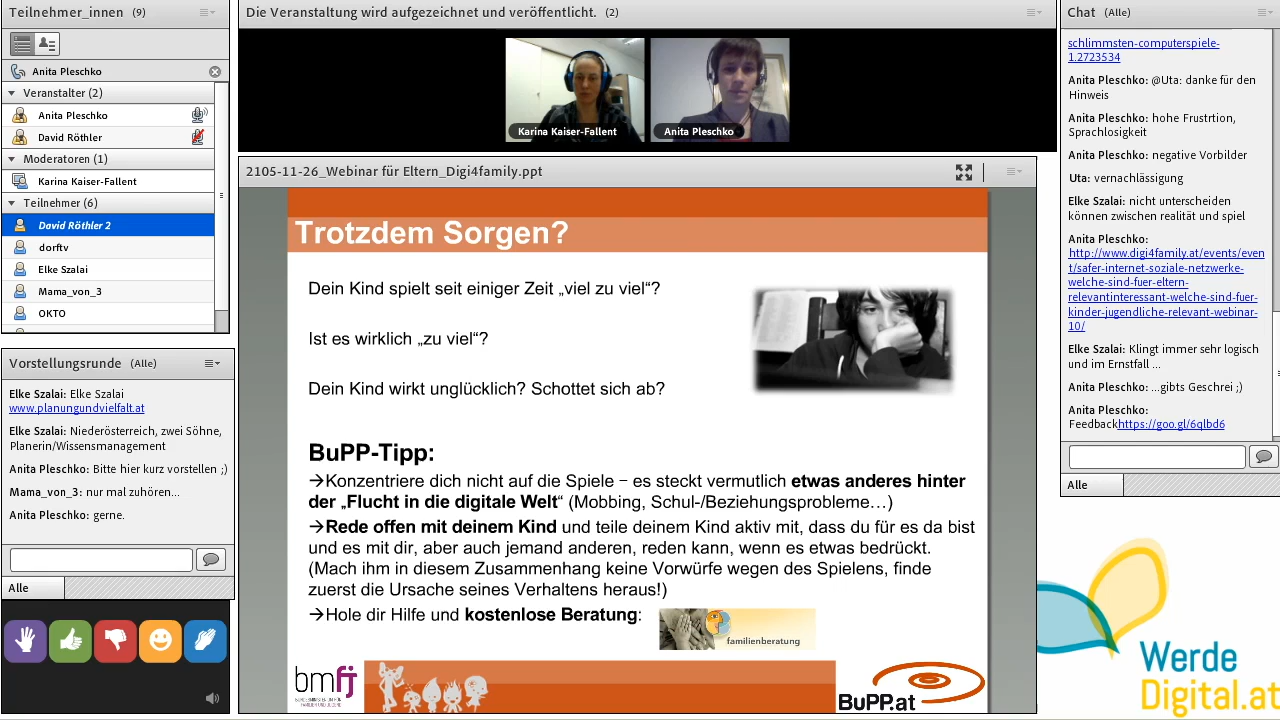 Teilnehmer_innen (9)
Anita Pleschko
Veranstalter (2)
Anita Pleschko
David Röthler
Moderatoren (1)
Karina Kaiser-Fallent
Teilnehmer (6)
David Röthler 2
dorftv
Elke Szalai
Mama_von_3
OKTO
Vorstellungsrunde (Alle)
Elke Szalai: Elke Szalai
www.planungundvielfalt.at
Elke Szalai: Niederösterreich, zwei Söhne,
Planerin/Wissensmanagement
Anita Pleschko: Bitte hier kurz vorstellen ;)
Mama_von_3: nur mal zuhören...
Anita Pleschko: gerne.
Alle
Die Veranstaltung wird aufgezeichnet und veröffentlicht. (2)
Karina Kaiser-Fallent
Anita Pleschko
2105-11-26_Webinar für Eltern_Digi4family.ppt
Trotzdem Sorgen?
Dein Kind spielt seit einiger Zeit „viel zu viel“?
Ist es wirklich „zu viel“?
Dein Kind wirkt unglücklich? Schottet sich ab?
BuPP-Tipp:
→Konzentriere dich nicht auf die Spiele – es steckt vermutlich etwas anderes hinter
der „Flucht in die digitale Welt“ (Mobbing, Schul-/Beziehungsprobleme…)
→Rede offen mit deinem Kind und teile deinem Kind aktiv mit, dass du für es da bist
und es mit dir, aber auch jemand anderen, reden kann, wenn es etwas bedrückt.
(Mach ihm in diesem Zusammenhang keine Vorwürfe wegen des Spielens, finde
zuerst die Ursache seines Verhaltens heraus!)
→Hole dir Hilfe und kostenlose Beratung:
familienberatung
bmfj
BuPP.at
Chat (Alle)
schlimmsten-computerspiele-
1.2723534
Anita Pleschko: @Uta: danke für den
Hinweis
Anita Pleschko: hohe Frustrtion,
Sprachlosigkeit
Anita Pleschko: negative Vorbilder
Uta: vernachlässigung
Elke Szalai: nicht unterscheiden
können zwischen realität und spiel
Anita Pleschko:
http://www.digi4family.at/events/even
t/safer-internet-soziale-netzwerke-
welche-sind-fuer-eltern-
relevantinteressant-welche-sind-fuer-
kinder-jugendliche-relevant-webinar-
10/
Elke Szalai: Klingt immer sehr logisch
und im Ernstfall ...
Anita Pleschko: ...gibts Geschrei ;)
Anita Pleschko:
Feedbackhttps://goo.gl/6qlbd6
Alle
Werde
Digital.at